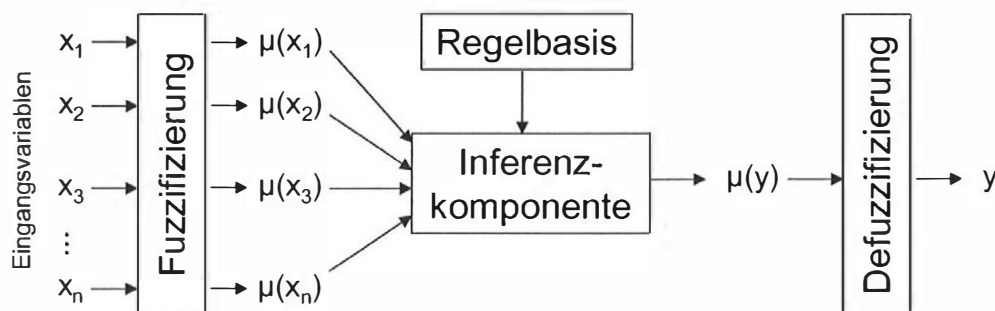 Eingangsvariablen
x₁
x₂
x₃
...
xₙ
Fuzzifizierung
μ(x₁)
μ(x₂)
μ(x₃)
μ(xₙ)
Regelbasis
Inferenz-
komponente
μ(y)
Defuzzifizierung
y